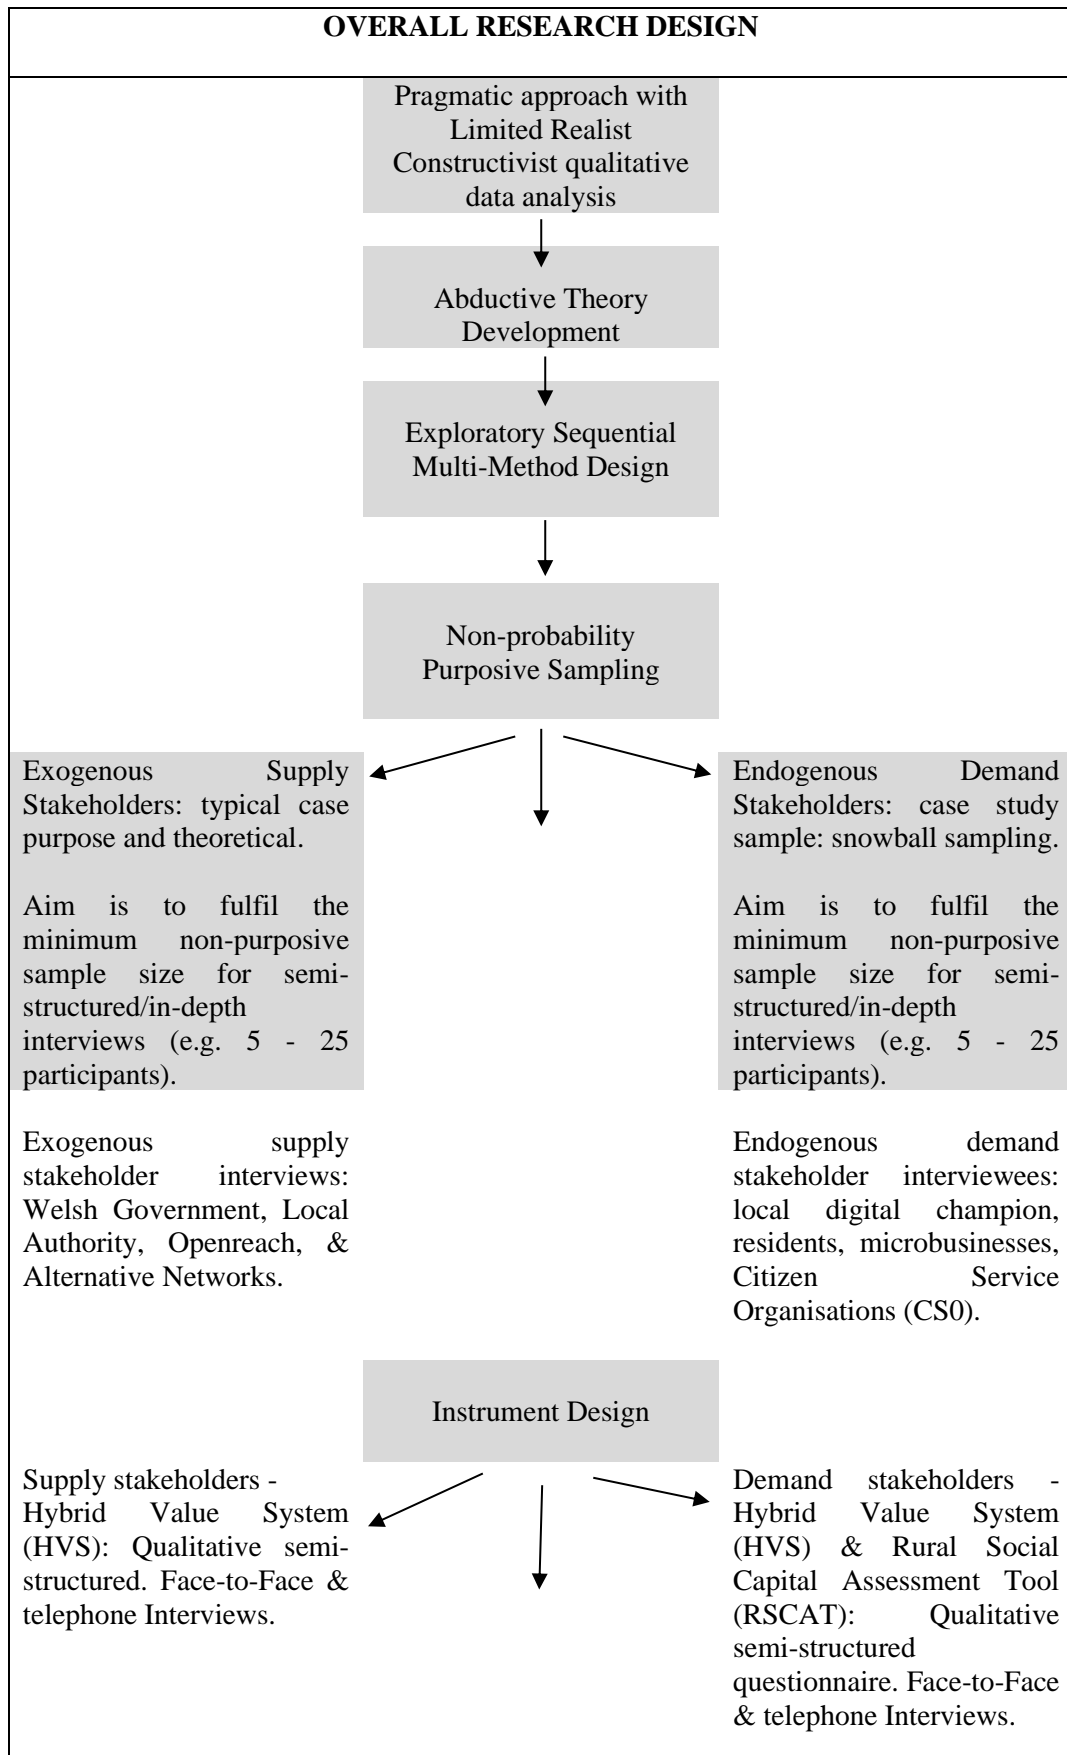 OVERALL RESEARCH DESIGN
Pragmatic approach with
Limited Realist
Constructivist qualitative
data analysis
Abductive Theory
Development
Exploratory Sequential
Multi-Method Design
Non-probability
Purposive Sampling
Exogenous Supply
Stakeholders: typical case
purpose and theoretical.
Aim is to fulfil the
minimum non-purposive
sample size for semi-
structured/in-depth
interviews (e.g. 5 - 25
participants).
Exogenous supply
stakeholder interviews:
Welsh Government, Local
Authority, Openreach, &
Alternative Networks.
Endogenous Demand
Stakeholders: case study
sample: snowball sampling.
Aim is to fulfil the
minimum non-purposive
sample size for semi-
structured/in-depth
interviews (e.g. 5 - 25
participants).
Endogenous demand
stakeholder interviewees:
local digital champion,
residents, microbusinesses,
Citizen Service
Organisations (CS0).
Instrument Design
Supply stakeholders -
Hybrid Value System
(HVS): Qualitative semi-
structured. Face-to-Face &
telephone Interviews.
Demand stakeholders -
Hybrid Value System
(HVS) & Rural Social
Capital Assessment Tool
(RSCAT): Qualitative
semi-structured
questionnaire. Face-to-Face
& telephone Interviews.